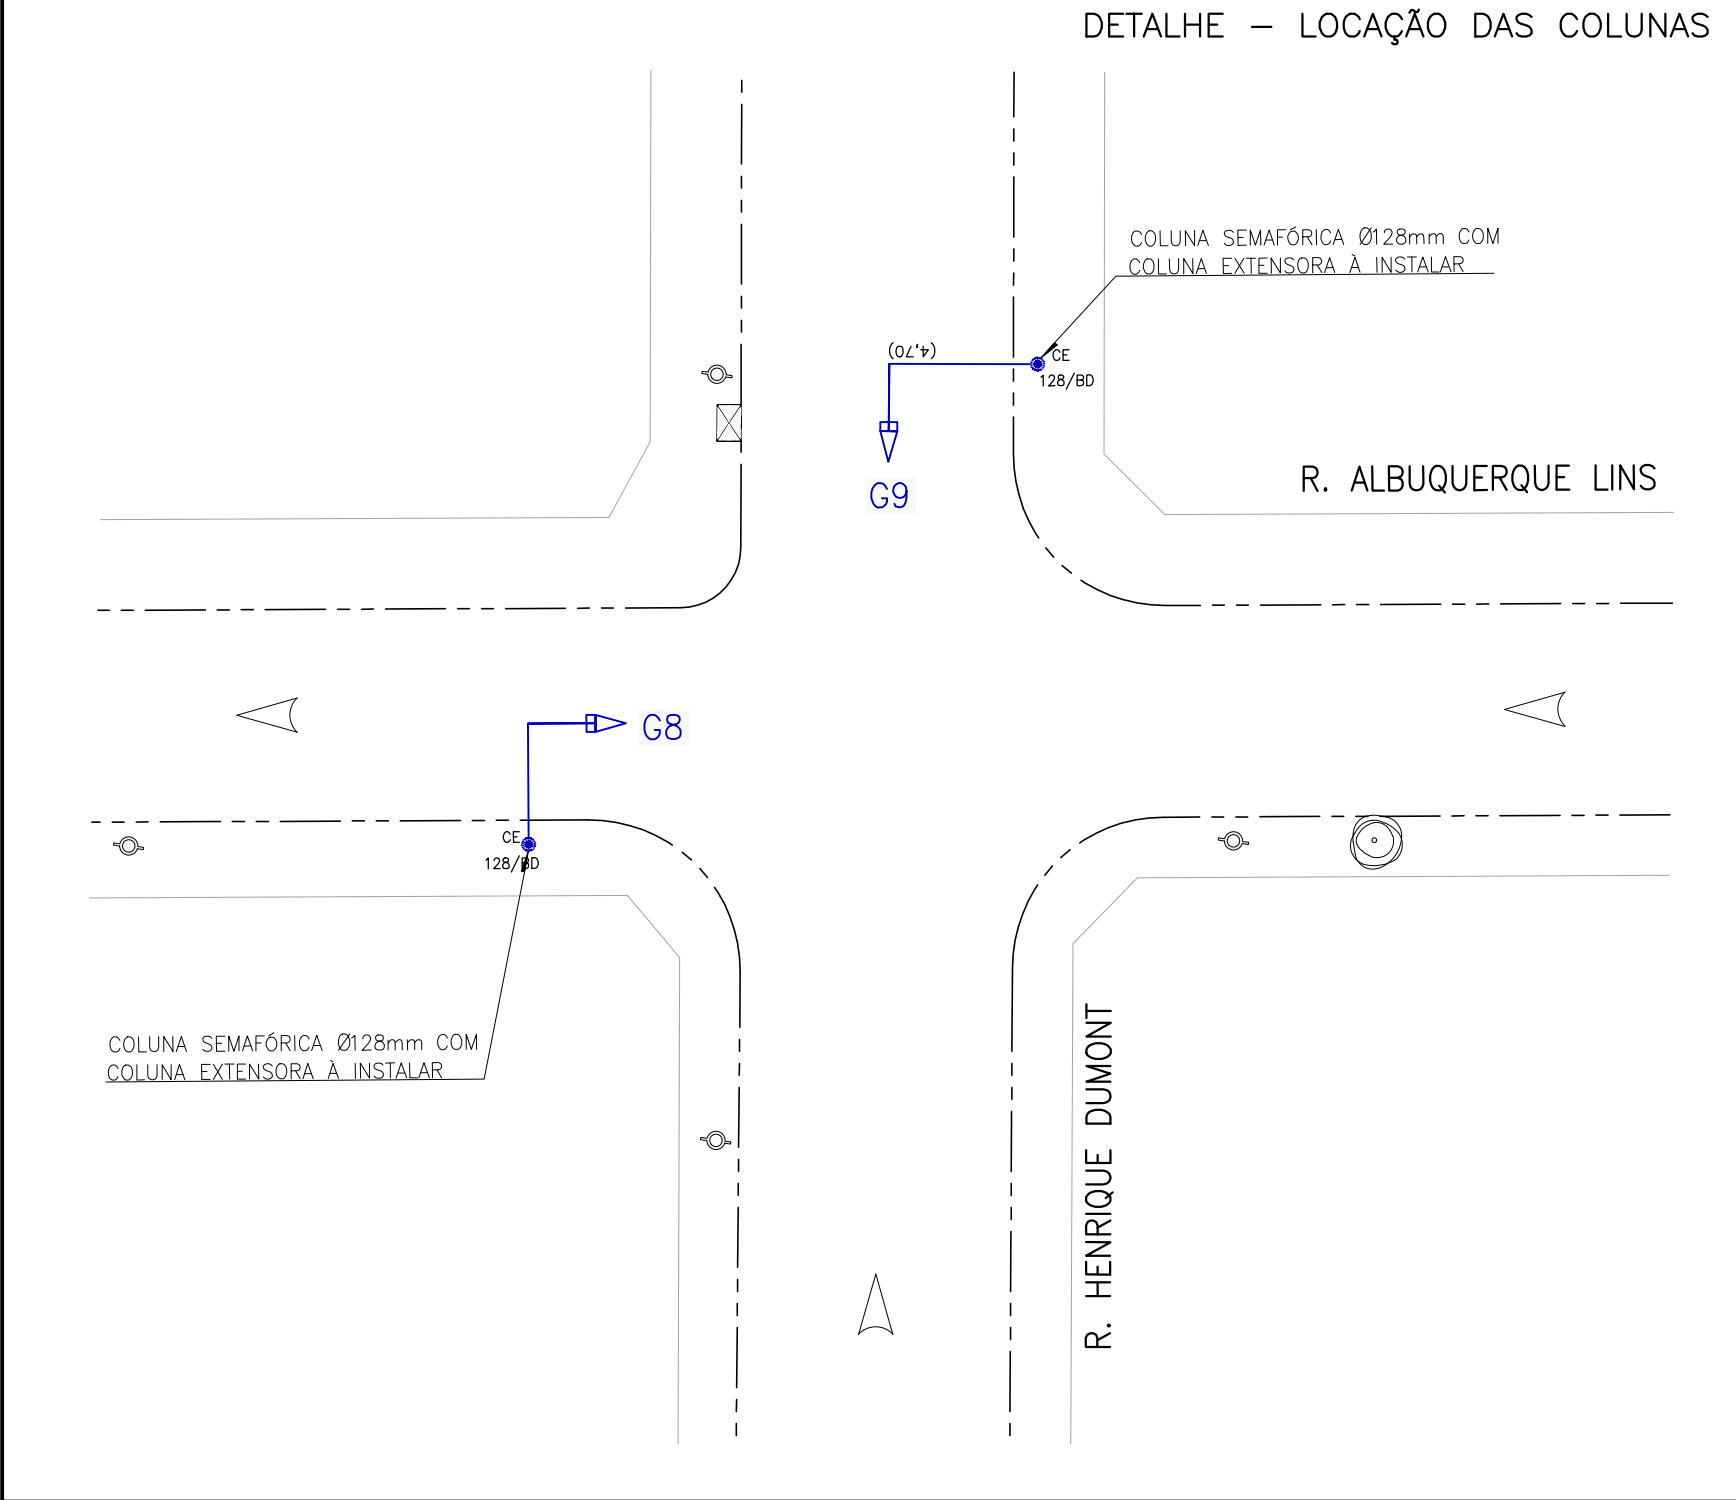 DETALHE – LOCAÇÃO DAS COLUNAS
COLUNA SEMAFÓRICA Ø128mm COM
COLUNA EXTENSORA À INSTALAR
(4,70)
CE
128/BD
G9
R. ALBUQUERQUE LINS
G8
CE
128/BD
COLUNA SEMAFÓRICA Ø128mm COM
COLUNA EXTENSORA À INSTALAR
R. HENRIQUE DUMONT